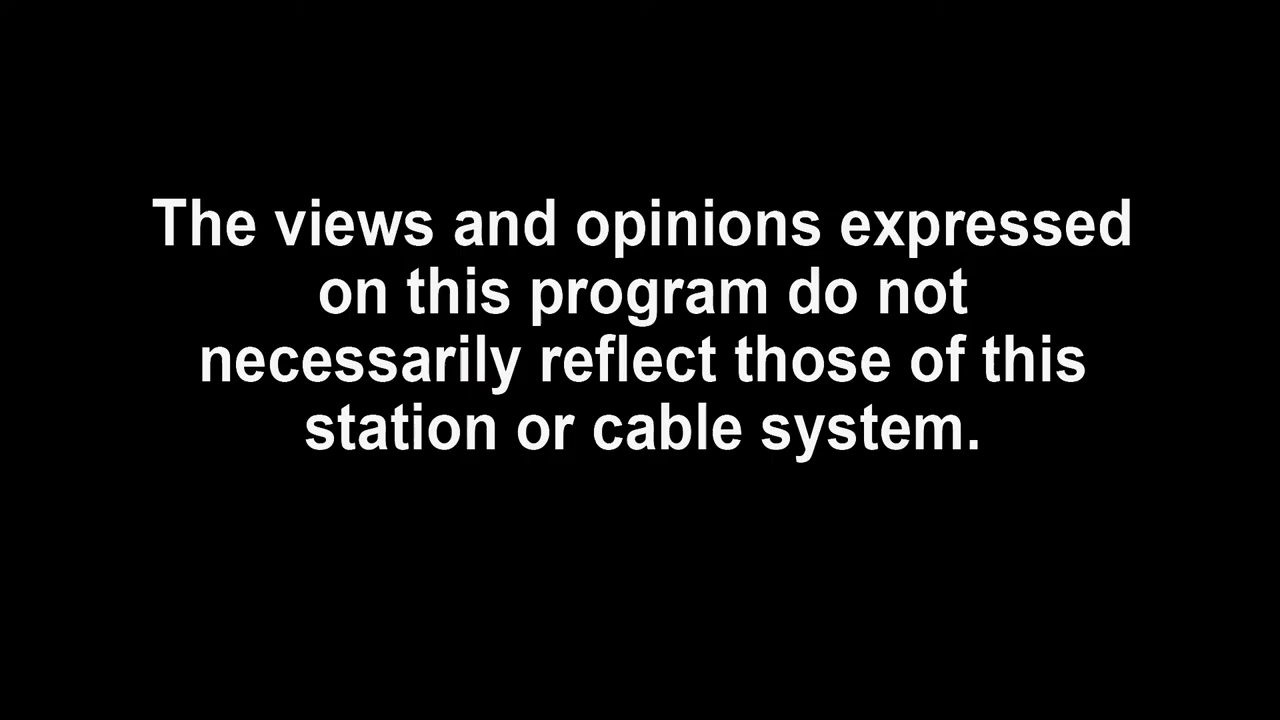 The views and opinions expressed
on this program do not
necessarily reflect those of this
station or cable system.